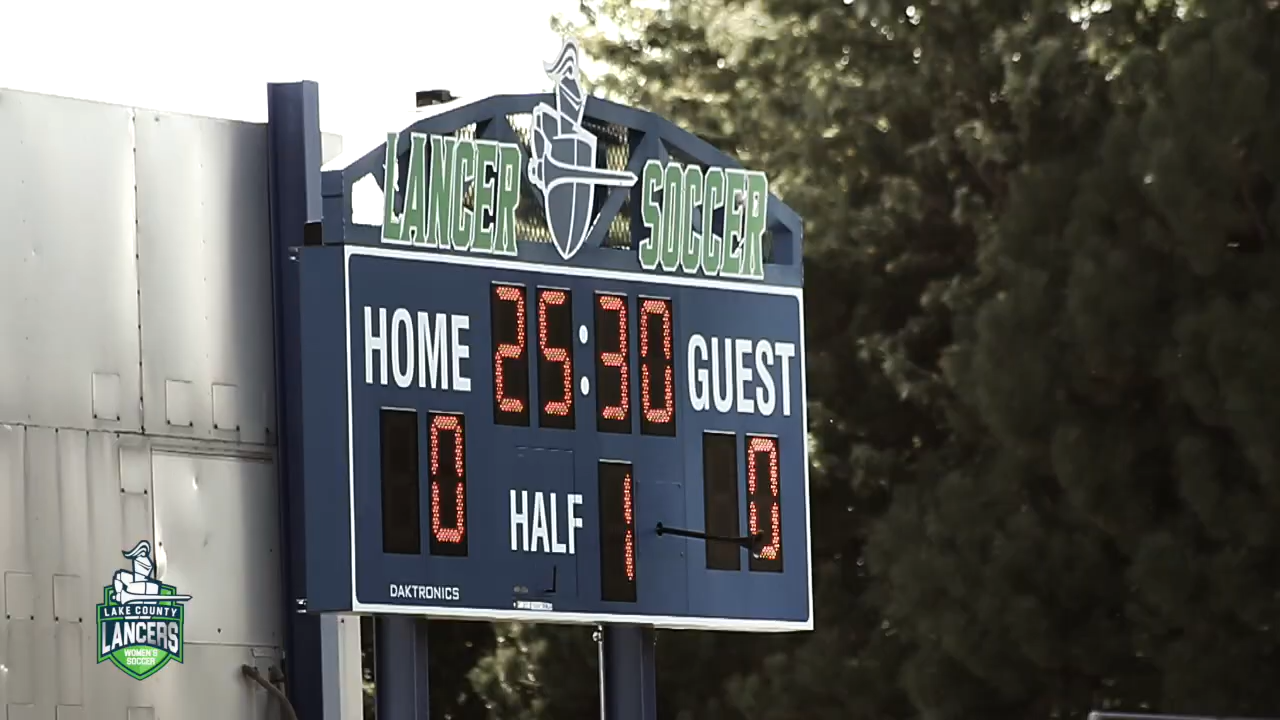 LANCER SOCCER
HOME 25:30 GUEST
0 HALF 1 0
DAKTRONICS
LAKE COUNTY
LANCERS
WOMEN'S
SOCCER